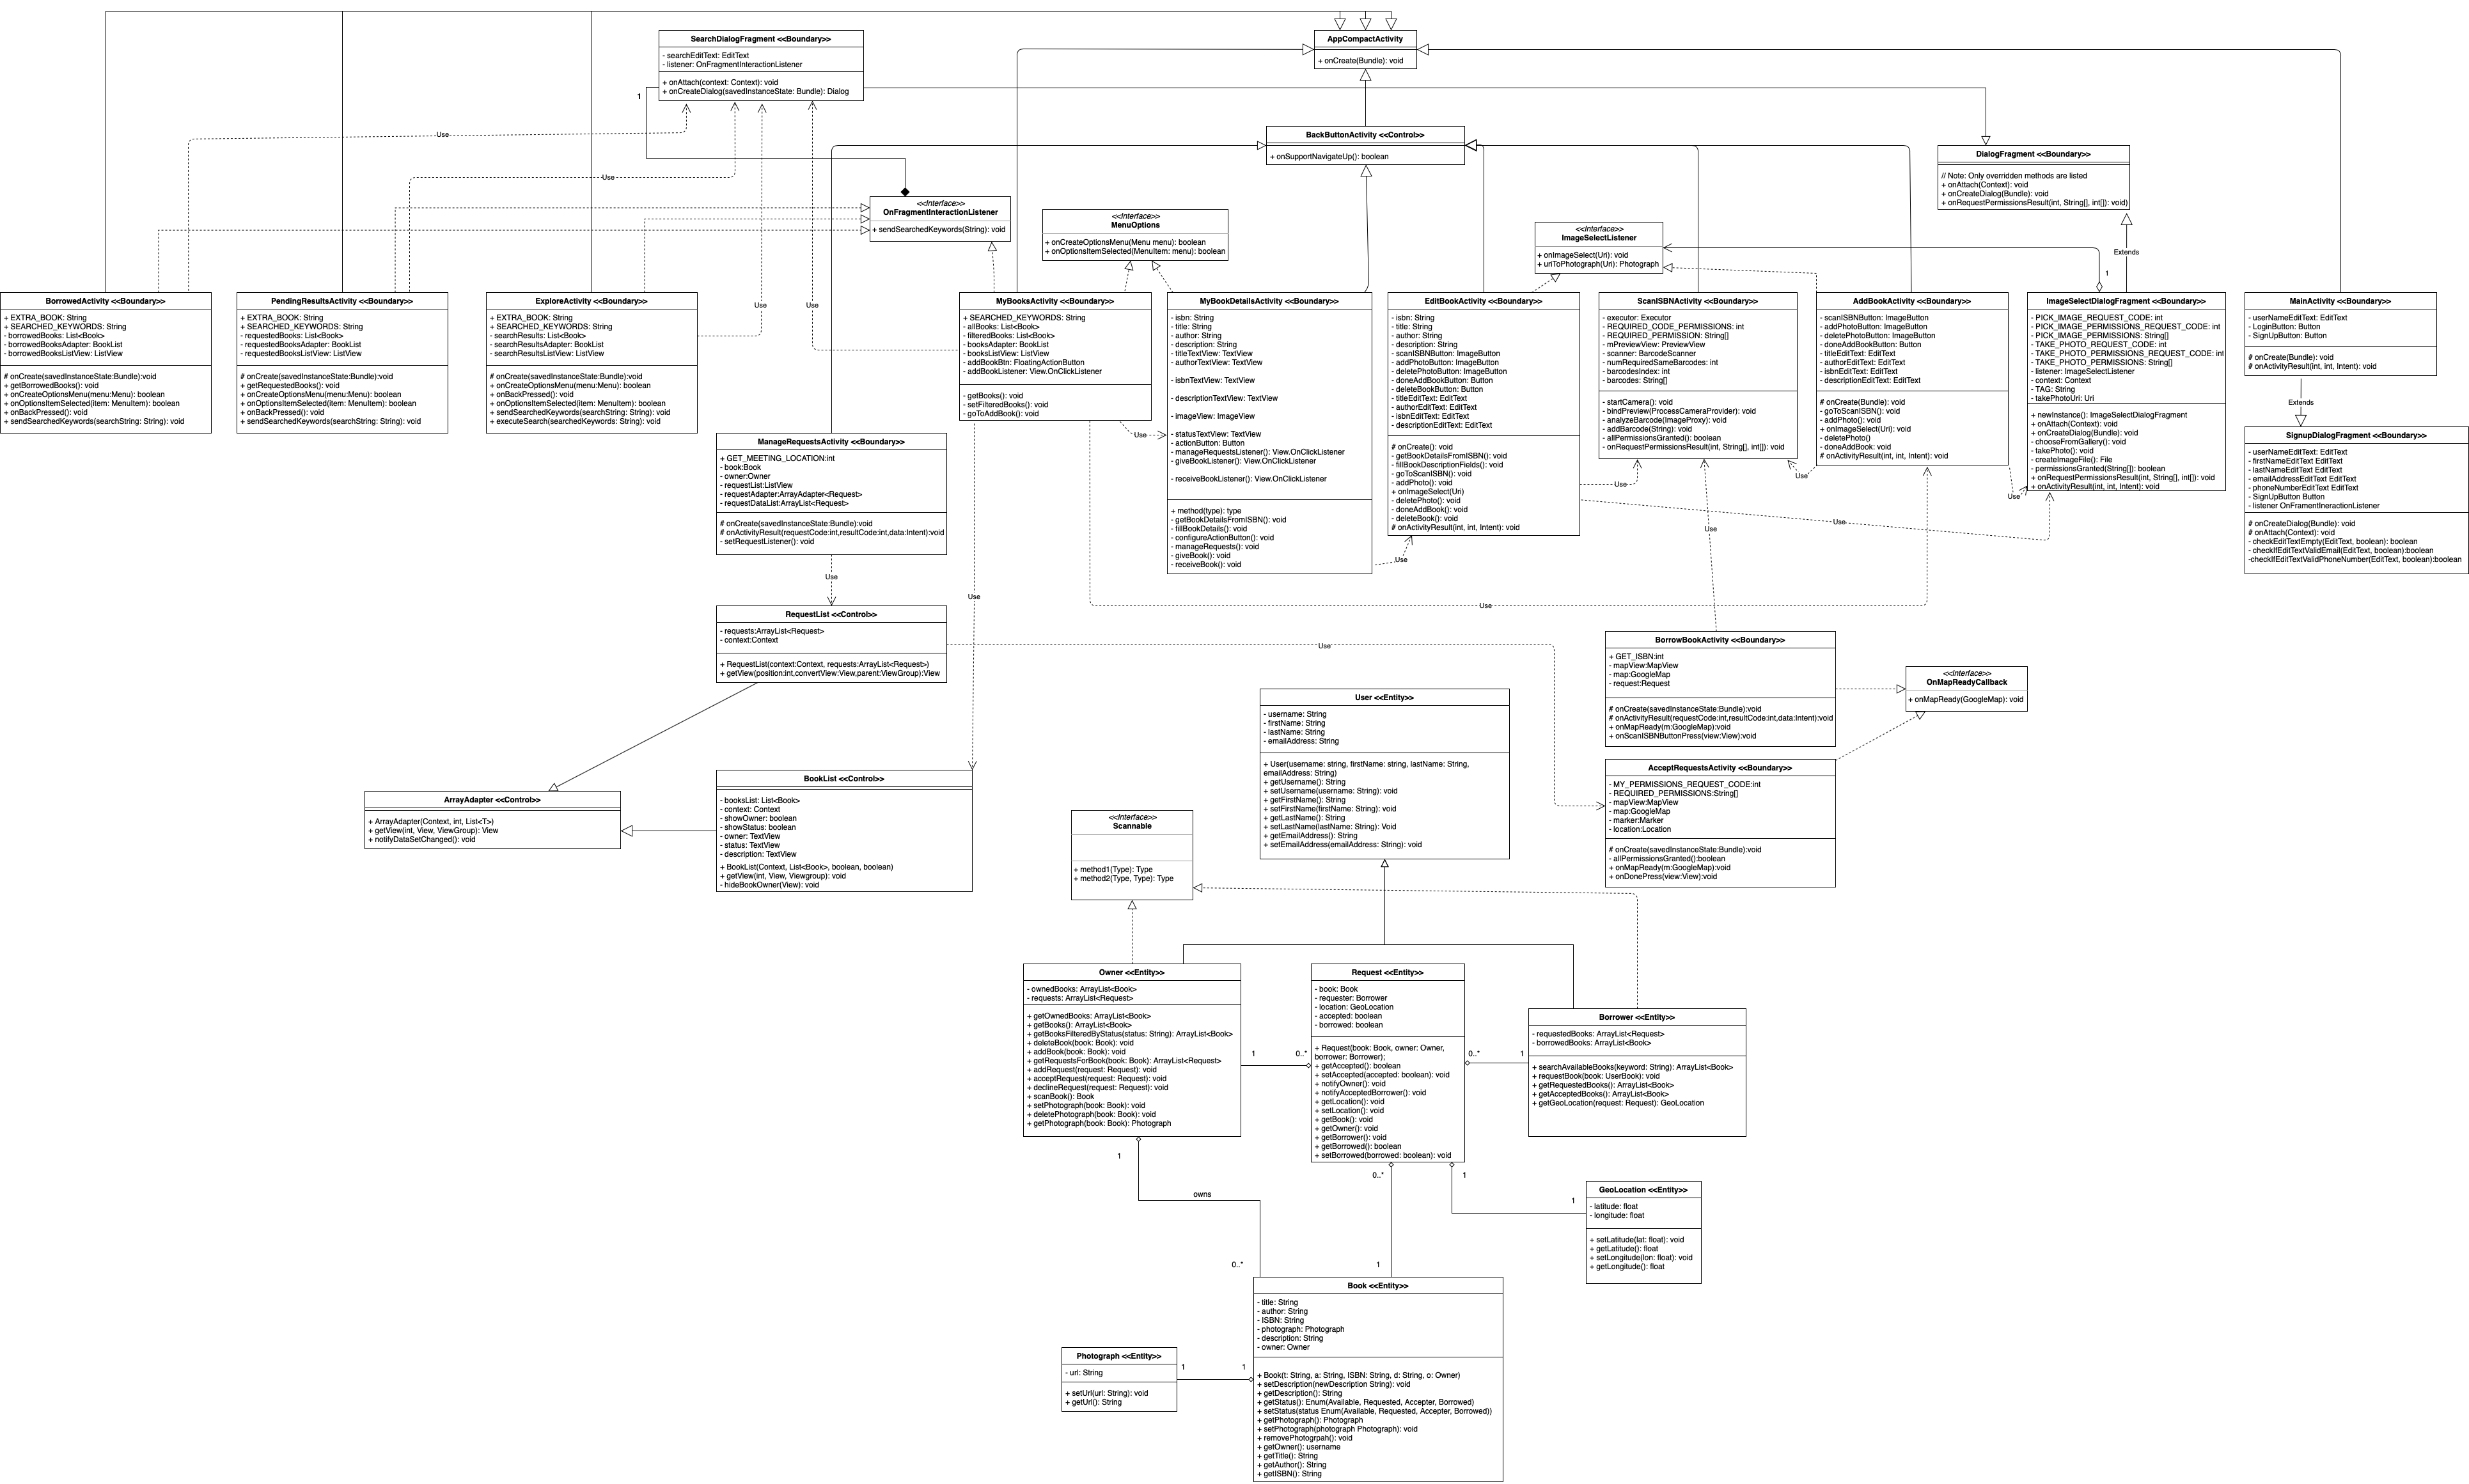 SearchDialogFragment <<Boundary>>
- searchEditText: EditText
- listener: OnFragmentInteractionListener
+ onAttach(context: Context): void
+ onCreateDialog(savedInstanceState: Bundle): Dialog
1
AppCompactActivity
+ onCreate(Bundle): void
BackButtonActivity <<Control>>
+ onSupportNavigateUp(): boolean
DialogFragment <<Boundary>>
// Note: Only overridden methods are listed
+ onAttach(Context): void
+ onCreateDialog(Bundle): void
+ onRequestPermissionsResult(int, String[], int[]): void)
Use
Use
<<Interface>>
OnFragmentInteractionListener
+ sendSearchedKeywords(String): void
<<Interface>>
MenuOptions
+ onCreateOptionsMenu(Menu menu): boolean
+ onOptionsItemSelected(MenuItem: menu): boolean
<<Interface>>
ImageSelectListener
+ onImageSelect(Uri): void
+ uriToPhotograph(Uri): Photograph
Extends
1
Use
Use
BorrowedActivity <<Boundary>>
+ EXTRA_BOOK: String
+ SEARCHED_KEYWORDS: String
- borrowedBooks: List<Book>
- borrowedBooksAdapter: BookList
- borrowedBooksListView: ListView
# onCreate(savedInstanceState:Bundle):void
+ getBorrowedBooks(): void
+ onCreateOptionsMenu(menu:Menu): boolean
+ onOptionsItemSelected(item: MenuItem): boolean
+ onBackPressed(): void
+ sendSearchedKeywords(searchString: String): void
PendingResultsActivity <<Boundary>>
+ EXTRA_BOOK: String
+ SEARCHED_KEYWORDS: String
- requestedBooks: List<Book>
- requestedBooksAdapter: BookList
- requestedBooksListView: ListView
# onCreate(savedInstanceState:Bundle):void
+ getRequestedBooks(): void
+ onCreateOptionsMenu(menu:Menu): boolean
+ onOptionsItemSelected(item: MenuItem): boolean
+ onBackPressed(): void
+ sendSearchedKeywords(searchString: String): void
ExploreActivity <<Boundary>>
+ EXTRA_BOOK: String
+ SEARCHED_KEYWORDS: String
- searchResults: List<Book>
- searchResultsAdapter: BookList
- searchResultsListView: ListView
# onCreate(savedInstanceState:Bundle):void
+ onCreateOptionsMenu(menu:Menu): boolean
+ onBackPressed(): void
+ onOptionsItemSelected(item: MenuItem): boolean
+ sendSearchedKeywords(searchString: String): void
+ executeSearch(searchedKeywords: String): void
MyBooksActivity <<Boundary>>
+ SEARCHED_KEYWORDS: String
- allBooks: List<Book>
- filteredBooks: List<Book>
- booksAdapter: BookList
- booksListView: ListView
- addBookBtn: FloatingActionButton
- addBookListener: View.OnClickListener
- getBooks(): void
- setFilteredBooks(): void
- goToAddBook(): void
Use
MyBookDetailsActivity <<Boundary>>
- isbn: String
- title: String
- author: String
- description: String
- titleTextView: TextView
- authorTextView: TextView
- isbnTextView: TextView
- descriptionTextView: TextView
- imageView: ImageView
- statusTextView: TextView
- actionButton: Button
- manageRequestsListener(): View.OnClickListener
- giveBookListener(): View.OnClickListener
- receiveBookListener(): View.OnClickListener
+ method(type): type
- getBookDetailsFromISBN(): void
- fillBookDetails(): void
- configureActionButton(): void
- manageRequests(): void
- giveBook(): void
- receiveBook(): void
Use
EditBookActivity <<Boundary>>
- isbn: String
- title: String
- author: String
- description: String
- scanISBNButton: ImageButton
- addPhotoButton: ImageButton
- deletePhotoButton: ImageButton
- doneAddBookButton: Button
- deleteBookButton: Button
- titleEditText: EditText
- authorEditText: EditText
- isbnEditText: EditText
- descriptionEditText: EditText
# onCreate(): void
- getBookDetailsFromISBN(): void
- fillBookDescriptionFields(): void
- goToScanISBN(): void
- addPhoto(): void
+ onImageSelect(Uri)
- deletePhoto(): void
- doneAddBook(): void
- deleteBook(): void
# onActivityResult(int, int, Intent): void
Use
Use
ScanISBNActivity <<Boundary>>
- executor: Executor
- REQUIRED_CODE_PERMISSIONS: int
- REQUIRED_PERMISSION: String[]
- mPreviewView: PreviewView
- scanner: BarcodeScanner
- numRequiredSameBarcodes: int
- barcodesIndex: int
- barcodes: String[]
- startCamera(): void
- bindPreview(ProcessCameraProvider): void
- analyzeBarcode(ImageProxy): void
- addBarcode(String): void
- allPermissionsGranted(): boolean
- onRequestPermissionsResult(int, String[], int[]): void
Use
AddBookActivity <<Boundary>>
- scanISBNButton: ImageButton
- addPhotoButton: ImageButton
- deletePhotoButton: ImageButton
- doneAddBookButton: Button
- titleEditText: EditText
- authorEditText: EditText
- isbnEditText: EditText
- descriptionEditText: EditText
# onCreate(Bundle): void
- goToScanISBN(): void
- addPhoto(): void
+ onImageSelect(Uri): void
- deletePhoto()
- doneAddBook: void
# onActivityResult(int, int, Intent): void
Use
ImageSelectDialogFragment <<Boundary>>
- PICK_IMAGE_REQUEST_CODE: int
- PICK_IMAGE_PERMISSIONS_REQUEST_CODE: int
- PICK_IMAGE_PERMISSIONS: String[]
- TAKE_PHOTO_REQUEST_CODE: int
- TAKE_PHOTO_PERMISSIONS_REQUEST_CODE: int
- TAKE_PHOTO_PERMISSIONS: String[]
- listener: ImageSelectListener
- context: Context
- TAG: String
- takePhotoUri: Uri
+ newInstance(): ImageSelectDialogFragment
+ onAttach(Context): void
+ onCreateDialog(Bundle): void
- chooseFromGallery(): void
- takePhoto(): void
- createImageFile(): File
- permissionsGranted(String[]): boolean
+ onRequestPermissionsResult(int, String[], int[]): void
+ onActivityResult(int, int, Intent): void
MainActivity <<Boundary>>
- userNameEditText: EditText
- LoginButton: Button
- SignUpButton: Button
# onCreate(Bundle): void
# onActivityResult(int, int, Intent): void
Extends
SignupDialogFragment <<Boundary>>
- userNameEditText: EditText
- firstNameEditText EditText
- lastNameEditText EditText
- emailAddressEditText EditText
- phoneNumberEditText EditText
- SignUpButton Button
- listener OnFramentIneractionListener
# onCreateDialog(Bundle): void
# onAttach(Context): void
- checkEditTextEmpty(EditText, boolean): boolean
- checkIfEditTextValidEmail(EditText, boolean):boolean
-checkIfEditTextValidPhoneNumber(EditText, boolean):boolean
ManageRequestsActivity <<Boundary>>
+ GET_MEETING_LOCATION:int
- book:Book
- owner:Owner
- requestList:ListView
- requestAdapter:ArrayAdapter<Request>
- requestDataList:ArrayList<Request>
# onCreate(savedInstanceState:Bundle):void
# onActivityResult(requestCode:int,resultCode:int,data:Intent):void
- setRequestListener(): void
Use
Use
Use
Use
RequestList <<Control>>
- requests:ArrayList<Request>
- context:Context
+ RequestList(context:Context, requests:ArrayList<Request>)
+ getView(position:int,convertView:View,parent:ViewGroup):View
Use
BorrowBookActivity <<Boundary>>
+ GET_ISBN:int
- mapView:MapView
- map:GoogleMap
- request:Request
# onCreate(savedInstanceState:Bundle):void
# onActivityResult(requestCode:int,resultCode:int,data:Intent):void
+ onMapReady(m:GoogleMap):void
+ onScanISBNButtonPress(view:View):void
<<Interface>>
OnMapReadyCallback
+ onMapReady(GoogleMap): void
User <<Entity>>
- username: String
- firstName: String
- lastName: String
- emailAddress: String
+ User(username: string, firstName: string, lastName: String,
emailAddress: String)
+ getUsername(): String
+ setUsername(username: String): void
+ getFirstName(): String
+ setFirstName(firstName: String): void
+ getLastName(): String
+ setLastName(lastName: String): Void
+ getEmailAddress(): String
+ setEmailAddress(emailAddress: String): void
AcceptRequestsActivity <<Boundary>>
- MY_PERMISSIONS_REQUEST_CODE:int
- REQUIRED_PERMISSIONS:String[]
- mapView:MapView
- map:GoogleMap
- marker:Marker
- location:Location
# onCreate(savedInstanceState:Bundle):void
- allPermissionsGranted():boolean
+ onMapReady(m:GoogleMap):void
+ onDonePress(view:View):void
ArrayAdapter <<Control>>
+ ArrayAdapter(Context, int, List<T>)
+ getView(int, View, ViewGroup): View
+ notifyDataSetChanged(): void
BookList <<Control>>
- booksList: List<Book>
- context: Context
- showOwner: boolean
- showStatus: boolean
- owner: TextView
- status: TextView
- description: TextView
+ BookList(Context, List<Book>, boolean, boolean)
+ getView(int, View, Viewgroup): void
- hideBookOwner(View): void
<<Interface>>
Scannable
+ method1(Type): Type
+ method2(Type, Type): Type
Owner <<Entity>>
- ownedBooks: ArrayList<Book>
- requests: ArrayList<Request>
+ getOwnedBooks: ArrayList<Book>
+ getBooks(): ArrayList<Book>
+ getBooksFilteredByStatus(status: String): ArrayList<Book>
+ deleteBook(book: Book): void
+ addBook(book: Book): void
+ getRequestsForBook(book: Book): ArrayList<Request>
+ addRequest(request: Request): void
+ acceptRequest(request: Request): void
+ declineRequest(request: Request): void
+ scanBook(): Book
+ setPhotograph(book: Book): void
+ deletePhotograph(book: Book): void
+ getPhotograph(book: Book): Photograph
1
0..*
Request <<Entity>>
- book: Book
- requester: Borrower
- location: GeoLocation
- accepted: boolean
- borrowed: boolean
+ Request(book: Book, owner: Owner,
borrower: Borrower);
+ getAccepted(): boolean
+ setAccepted(accepted: boolean): void
+ notifyOwner(): void
+ notifyAcceptedBorrower(): void
+ getLocation(): void
+ setLocation(): void
+ getBook(): void
+ getOwner(): void
+ getBorrower(): void
+ getBorrowed(): boolean
+ setBorrowed(borrowed: boolean): void
0..*
1
Borrower <<Entity>>
- requestedBooks: ArrayList<Request>
- borrowedBooks: ArrayList<Book>
+ searchAvailableBooks(keyword: String): ArrayList<Book>
+ requestBook(book: UserBook): void
+ getRequestedBooks(): ArrayList<Book>
+ getAcceptedBooks(): ArrayList<Book>
+ getGeoLocation(request: Request): GeoLocation
1
owns
0..*
0..*
1
1
1
GeoLocation <<Entity>>
- latitude: float
- longitude: float
+ setLatitude(lat: float): void
+ getLatitude(): float
+ setLongitude(lon: float): void
+ getLongitude(): float
Book <<Entity>>
- title: String
- author: String
- ISBN: String
- photograph: Photograph
- description: String
- owner: Owner
+ Book(t: String, a: String, ISBN: String, d: String, o: Owner)
+ setDescription(newDescription String): void
+ getDescription(): String
+ getStatus(): Enum(Available, Requested, Accepter, Borrowed)
+ setStatus(status Enum(Available, Requested, Accepter, Borrowed))
+ getPhotograph(): Photograph
+ setPhotograph(photograph Photograph): void
+ removePhotogrpah(): void
+ getOwner(): username
+ getTitle(): String
+ getAuthor(): String
+ getISBN(): String
Photograph <<Entity>>
- url: String
+ setUrl(url: String): void
+ getUrl(): String
1
1